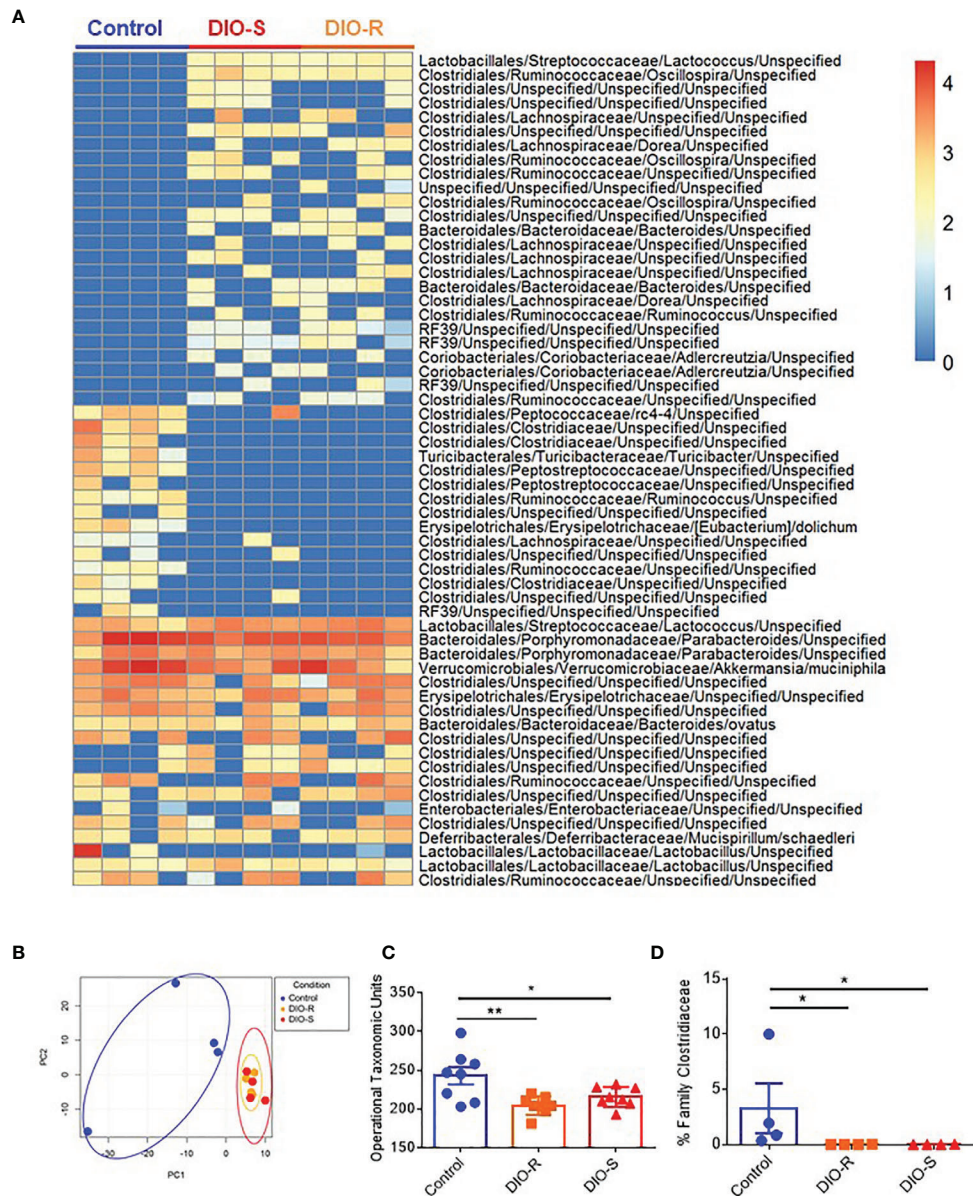 A
Control DIO-S DIO-R
Lactobacillales/Streptococcaceae/Lactococcus/Unspecified
Clostridiales/Ruminococcaceae/Oscillospira/Unspecified
Clostridiales/Unspecified/Unspecified/Unspecified
Clostridiales/Unspecified/Unspecified/Unspecified
Clostridiales/Lachnospiraceae/Unspecified/Unspecified
Clostridiales/Unspecified/Unspecified/Unspecified
Clostridiales/Lachnospiraceae/Dorea/Unspecified
Clostridiales/Ruminococcaceae/Oscillospira/Unspecified
Clostridiales/Ruminococcaceae/Unspecified/Unspecified
Unspecified/Unspecified/Unspecified/Unspecified
Clostridiales/Ruminococcaceae/Oscillospira/Unspecified
Clostridiales/Unspecified/Unspecified/Unspecified
Bacteroidales/Bacteroidaceae/Bacteroides/Unspecified
Clostridiales/Lachnospiraceae/Unspecified/Unspecified
Clostridiales/Lachnospiraceae/Unspecified/Unspecified
Clostridiales/Lachnospiraceae/Unspecified/Unspecified
Bacteroidales/Bacteroidaceae/Bacteroides/Unspecified
Clostridiales/Lachnospiraceae/Dorea/Unspecified
Clostridiales/Ruminococcaceae/Ruminococcus/Unspecified
RF39/Unspecified/Unspecified/Unspecified
RF39/Unspecified/Unspecified/Unspecified
Coriobacteriales/Coriobacteriaceae/Adlercreutzia/Unspecified
Coriobacteriales/Coriobacteriaceae/Adlercreutzia/Unspecified
RF39/Unspecified/Unspecified/Unspecified
Clostridiales/Ruminococcaceae/Unspecified/Unspecified
Clostridiales/Peptococcaceae/rc4-4/Unspecified
Clostridiales/Clostridiaceae/Unspecified/Unspecified
Clostridiales/Clostridiaceae/Unspecified/Unspecified
Turicibacterales/Turicibacteraceae/Turicibacter/Unspecified
Clostridiales/Peptostreptococcaceae/Unspecified/Unspecified
Clostridiales/Peptostreptococcaceae/Unspecified/Unspecified
Clostridiales/Ruminococcaceae/Ruminococcus/Unspecified
Clostridiales/Unspecified/Unspecified/Unspecified
Erysipelotrichales/Erysipelotrichaceae/[Eubacterium]/dolichum
Clostridiales/Lachnospiraceae/Unspecified/Unspecified
Clostridiales/Unspecified/Unspecified/Unspecified
Clostridiales/Ruminococcaceae/Unspecified/Unspecified
Clostridiales/Clostridiaceae/Unspecified/Unspecified
Clostridiales/Unspecified/Unspecified/Unspecified
RF39/Unspecified/Unspecified/Unspecified
Lactobacillales/Streptococcaceae/Lactococcus/Unspecified
Bacteroidales/Porphyromonadaceae/Parabacteroides/Unspecified
Bacteroidales/Porphyromonadaceae/Parabacteroides/Unspecified
Verrucomicrobiales/Verrucomicrobiaceae/Akkermansia/muciniphila
Clostridiales/Unspecified/Unspecified/Unspecified
Erysipelotrichales/Erysipelotrichaceae/Unspecified/Unspecified
Clostridiales/Unspecified/Unspecified/Unspecified
Bacteroidales/Bacteroidaceae/Bacteroides/ovatus
Clostridiales/Unspecified/Unspecified/Unspecified
Clostridiales/Unspecified/Unspecified/Unspecified
Clostridiales/Unspecified/Unspecified/Unspecified
Clostridiales/Ruminococcaceae/Unspecified/Unspecified
Clostridiales/Unspecified/Unspecified/Unspecified
Enterobacteriales/Enterobacteriaceae/Unspecified/Unspecified
Clostridiales/Unspecified/Unspecified/Unspecified
Deferribacterales/Deferribacteraceae/Mucispirillum/schaedleri
Lactobacillales/Lactobacillaceae/Lactobacillus/Unspecified
Lactobacillales/Lactobacillaceae/Lactobacillus/Unspecified
Clostridiales/Ruminococcaceae/Unspecified/Unspecified
4
3
2
1
0
B
PC2
20
10
0
-10
-30 -20 -10 0 10
PC1
Condition
Control
DIO-R
DIO-S
C
Operational Taxonomic Units
350
300
250
200
150
*
**
Control DIO-R DIO-S
D
% Family Clostridiaceae
15
10
5
0
*
*
Control DIO-R DIO-S